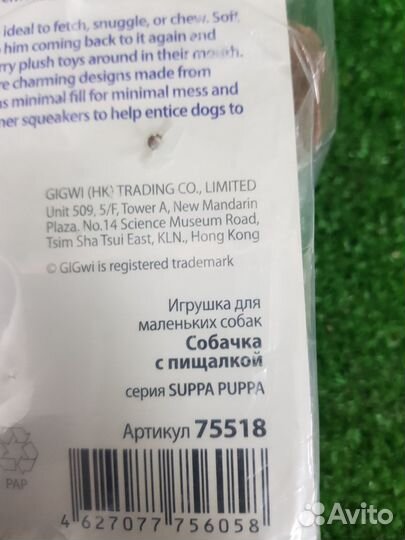 ideal to fetch, snuggle, or chew. Soft
him coming back to it again and
rry plush toys around in their mouth.
re charming designs made from
s minimal fill for minimal mess and
ner squeakers to help entice dogs to
GIGWI (HK) TRADING CO., LIMITED
Unit 509, 5/F, Tower A, New Mandarin
Plaza. No.14 Science Museum Road,
Tsim Sha Tsui East, KLN., Hong Kong
© GIGwi is registered trademark
Игрушка для
маленьких собак
Собачка
с пищалкой
серия SUPPA PUPPA
Артикул 75518
PAP
4 627077 756058
Avito